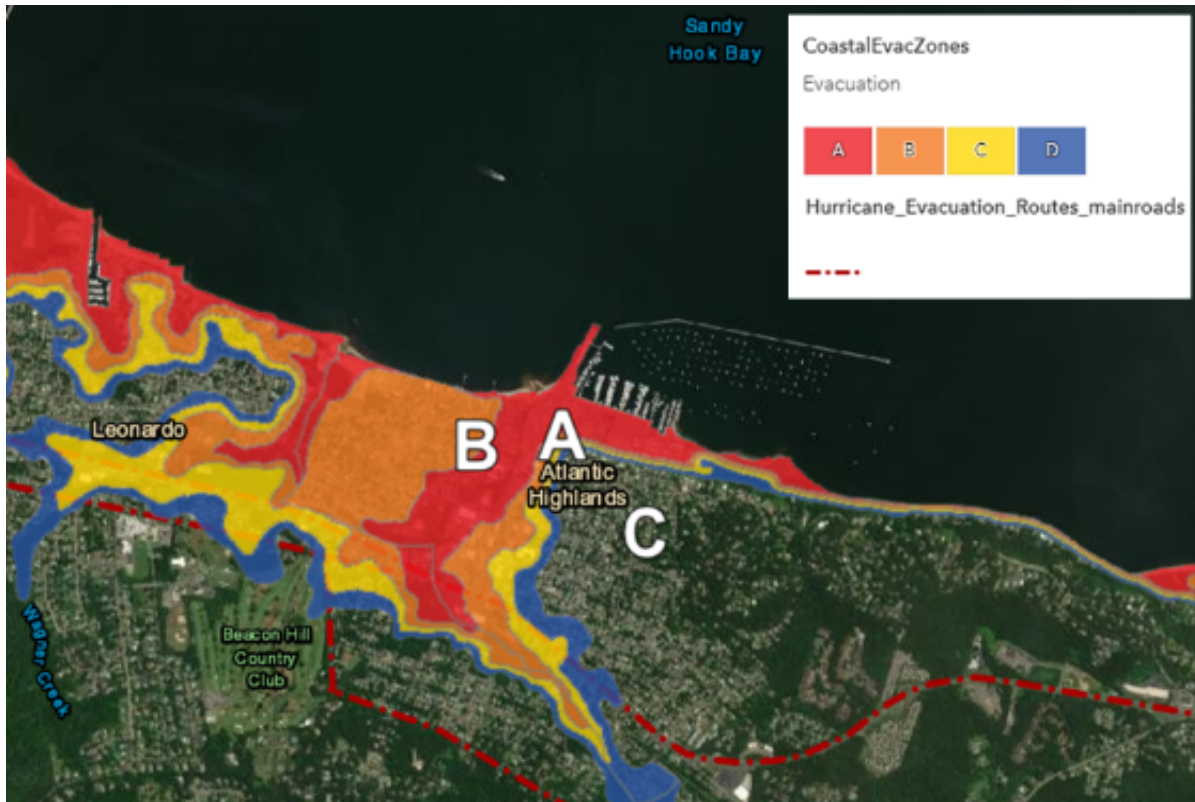 Sandy
Hook Bay
CoastalEvacZones
Evacuation
A B C D
Hurricane_Evacuation_Routes_mainroads
Leonardo
B
A
Atlantic
Highlands
C
Beacon Hill
Country
Club
Wagner Creek